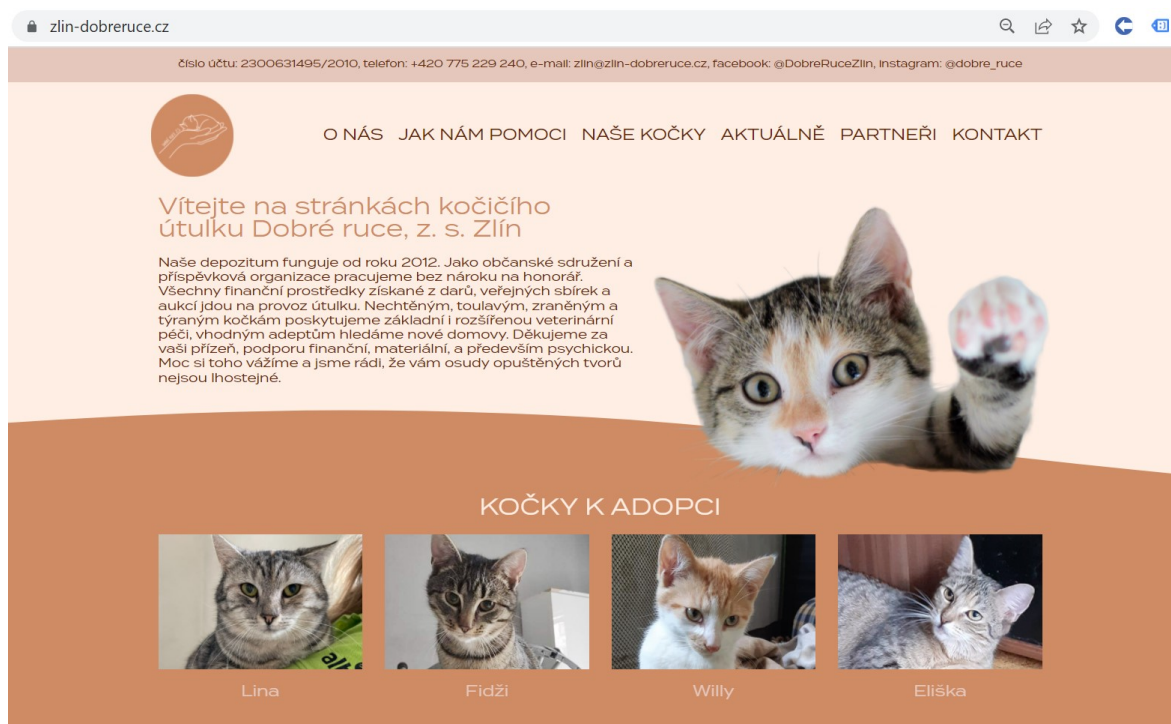 zlin-dobreruce.cz
číslo účtu: 2300631495/2010, telefon: +420 775 229 240, e-mail: zlin@zlin-dobreruce.cz, facebook: @DobreRuceZlin, instagram: @dobre_ruce
O NÁS JAK NÁM POMOCI NAŠE KOČKY AKTUÁLNĚ PARTNEŘI KONTAKT
Vítejte na stránkách kočičího
útulku Dobré ruce, z. s. Zlín
Naše depozitum funguje od roku 2012. Jako občanské sdružení a
příspěvková organizace pracujeme bez nároku na honorář.
Všechny finanční prostředky získané z darů, veřejných sbírek a
aukcí jdou na provoz útulku. Nechtěným, toulavým, zraněným a
týraným kočkám poskytujeme základní i rozšířenou veterinární
péči, vhodným adeptům hledáme nové domovy. Děkujeme za
vaši přízeň, podporu finanční, materiální, a především psychickou.
Moc si toho vážíme a jsme rádi, že vám osudy opuštěných tvorů
nejsou lhostejné.
KOČKY K ADOPCI
Lina Fidži Willy Eliška